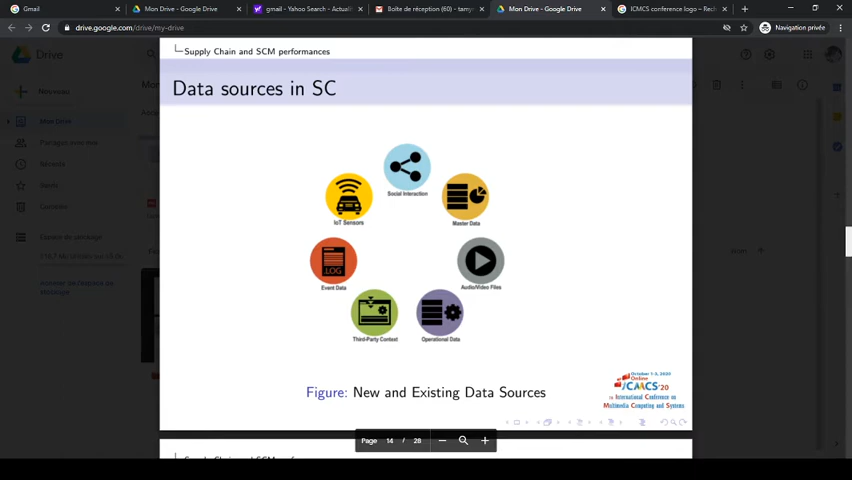 Gmail
Mon Drive - Google Drive
gmail - Yahoo Search - Actualit
Boîte de réception (60) - tamy
Mon Drive - Google Drive
ICMCS conference logo - Rech
drive.google.com/drive/my-drive
Navigation privée
Drive
Nouveau
Mon Drive
Partagés avec moi
Récents
Corbeille
Espace de stockage
Supply Chain and SCM performances
Data sources in SC
Social Interaction
IoT Sensors
Master Data
.LOG
Event Data
Audio/Video Files
Third-Party Context
Operational Data
Figure: New and Existing Data Sources
October 1-3, 2020
Online
ICMCS'20
International Conference on
Multimedia Computing and Systems
Page 14 / 28